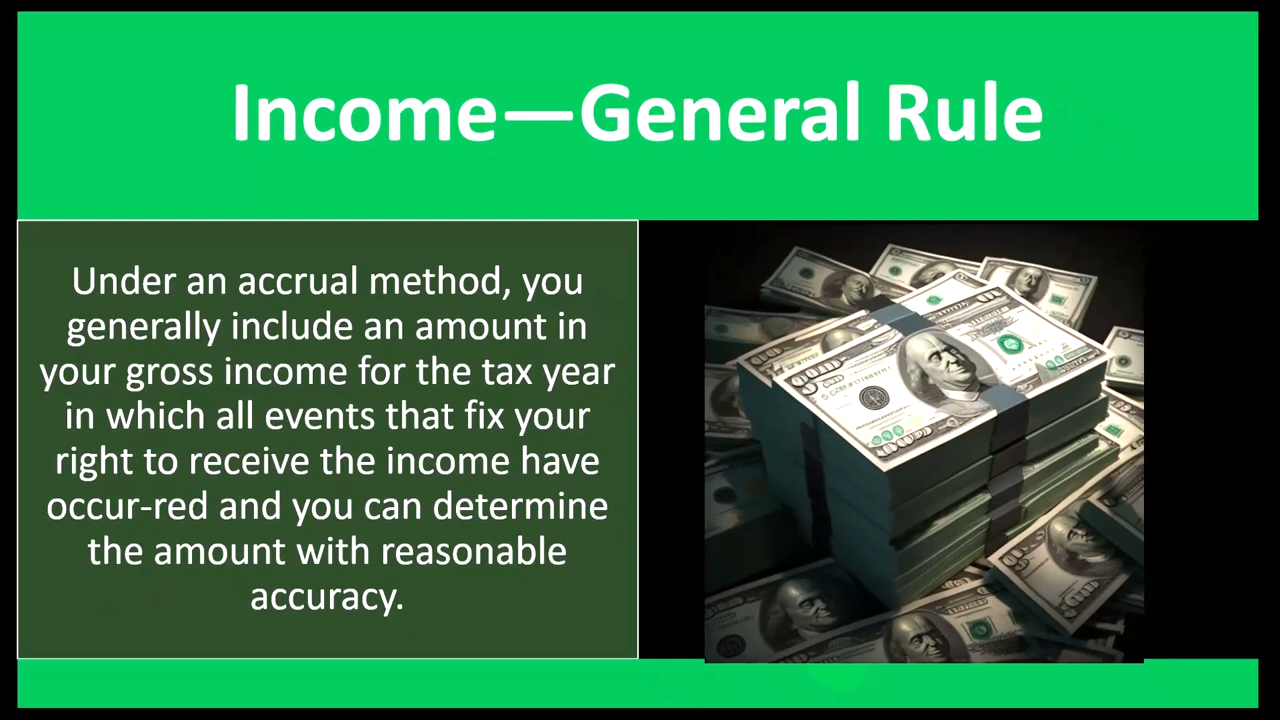 Income—General Rule
Under an accrual method, you
generally include an amount in
your gross income for the tax year
in which all events that fix your
right to receive the income have
occur-red and you can determine
the amount with reasonable
accuracy.